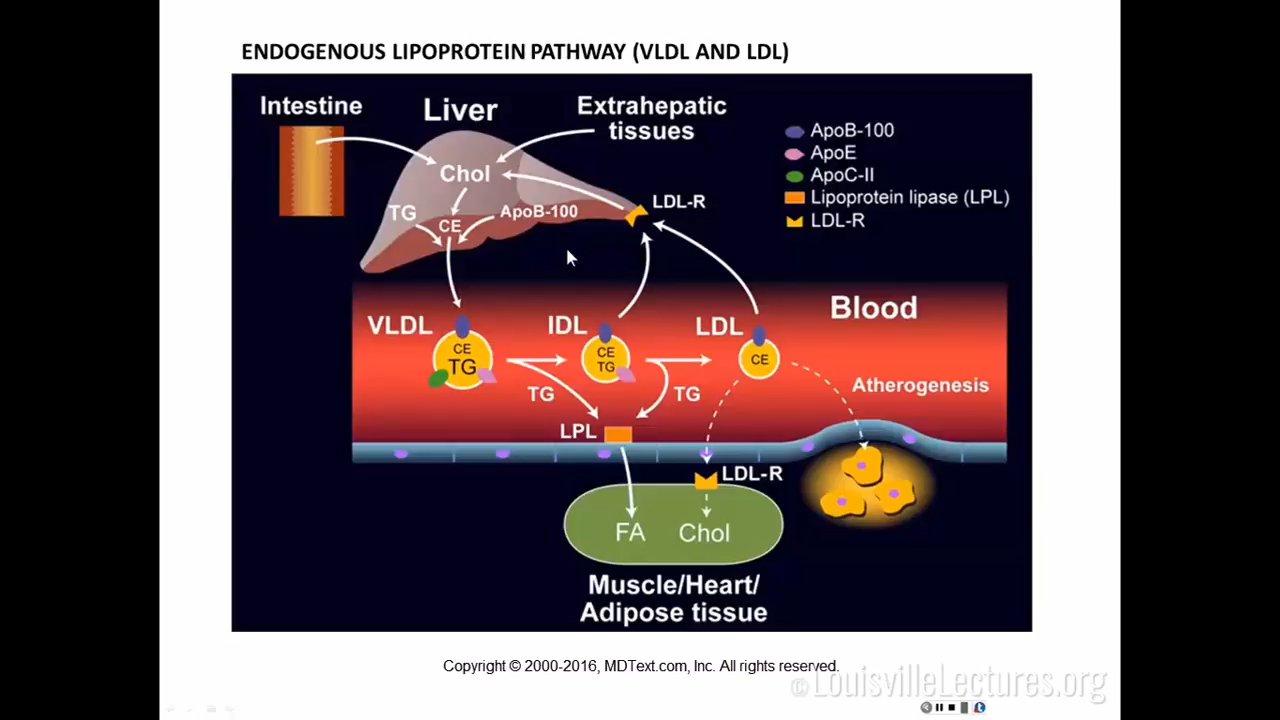 ENDOGENOUS LIPOPROTEIN PATHWAY (VLDL AND LDL)
Intestine
Liver
Extrahepatic
tissues
ApoB-100
ApoE
ApoC-II
Lipoprotein lipase (LPL)
LDL-R
Chol
TG
CE
ApoB-100
LDL-R
Blood
VLDL
IDL
LDL
CE
TG
CE
TG
CE
TG
TG
Atherogenesis
LPL
LDL-R
FA
Chol
Muscle/Heart/
Adipose tissue
Copyright © 2000-2016, MDText.com, Inc. All rights reserved.
©LouisvilleLectures.org